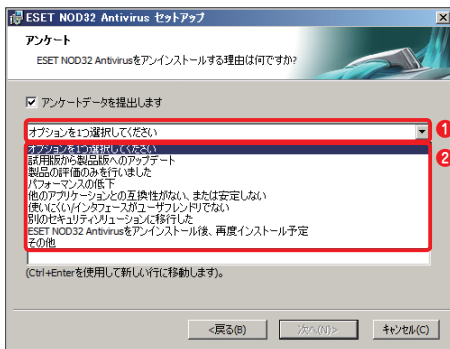 ESET NOD32 Antivirus セットアップ
アンケート
ESET NOD32 Antivirusをアンインストールする理由は何ですか?
アンケートデータを提出します
オプションを1つ選択してください
1
オプションを1つ選択してください
2
試用版から製品版へのアップデート
製品の評価のみを行いました
パフォーマンスの低下
他のアプリケーションとの互換性がない、または安定しない
使いにくい/インタフェースがユーザフレンドリでない
別のセキュリティソリューションに移行した
ESET NOD32 Antivirusをアンインストール後、再度インストール予定
その他
(Ctrl+Enterを使用して新しい行に移動します)。
<戻る(B)
次へ(N)>
キャンセル(C)